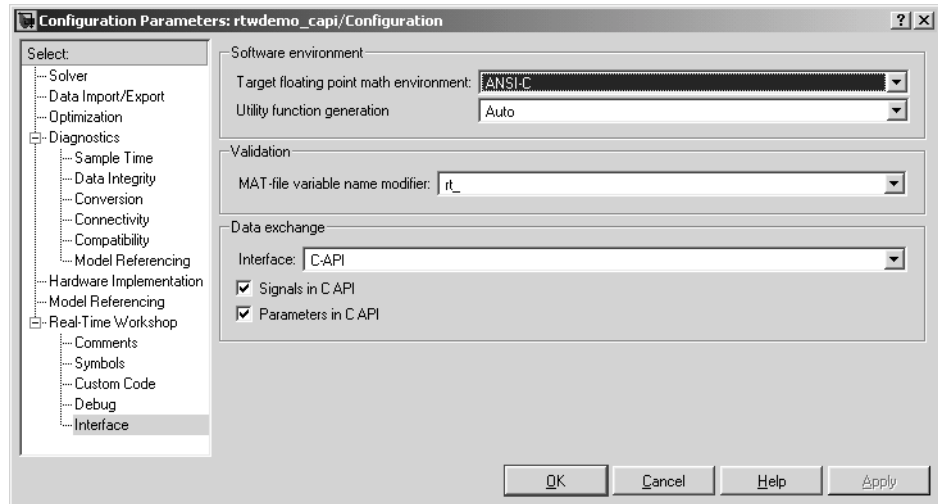 Configuration Parameters: rtwdemo_capi/Configuration
Select:
Solver
Data Import/Export
Optimization
Diagnostics
Sample Time
Data Integrity
Conversion
Connectivity
Compatibility
Model Referencing
Hardware Implementation
Model Referencing
Real-Time Workshop
Comments
Symbols
Custom Code
Debug
Interface
Software environment
Target floating point math environment: ANSI-C
Utility function generation Auto
Validation
MAT-file variable name modifier: rt_
Data exchange
Interface: C-API
Signals in C API
Parameters in C API
OK Cancel Help Apply